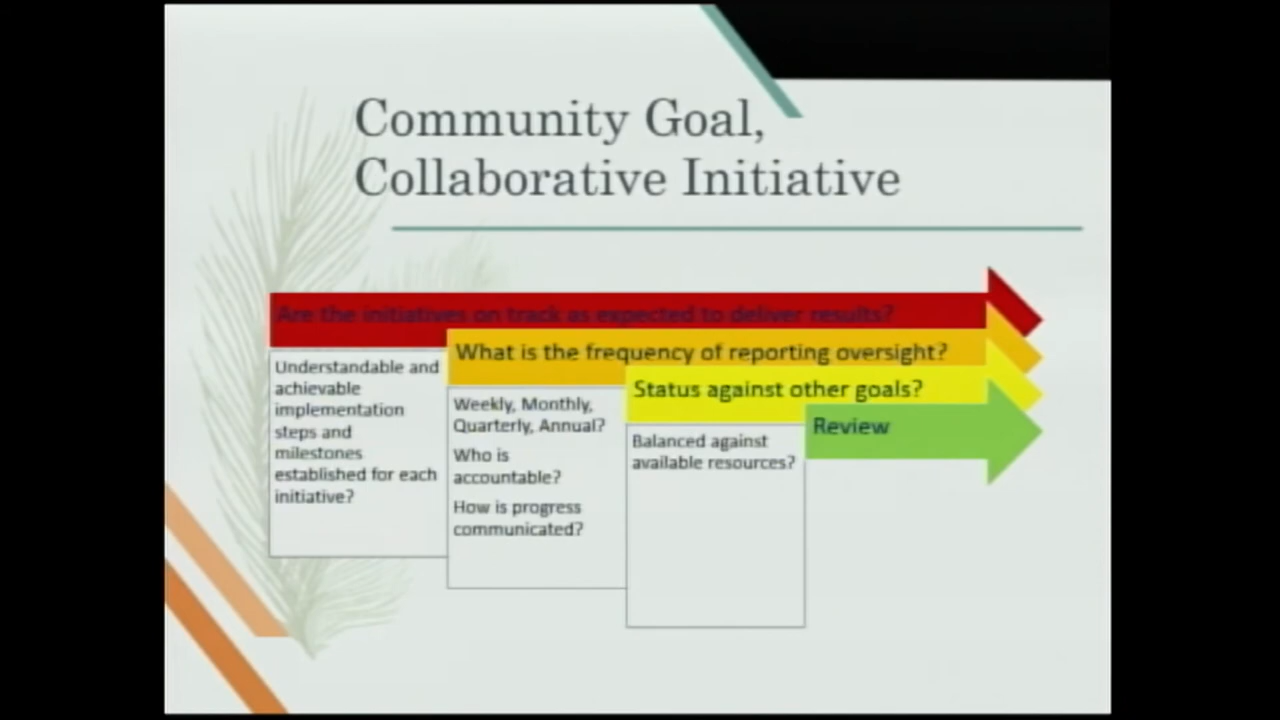 Community Goal,
Collaborative Initiative
Are the initiatives on track as expected to deliver results?
Understandable and
achievable
implementation
steps and
milestones
established for each
initiative?
What is the frequency of reporting oversight?
Weekly, Monthly,
Quarterly, Annual?
Who is
accountable?
How is progress
communicated?
Status against other goals?
Balanced against
available resources?
Review